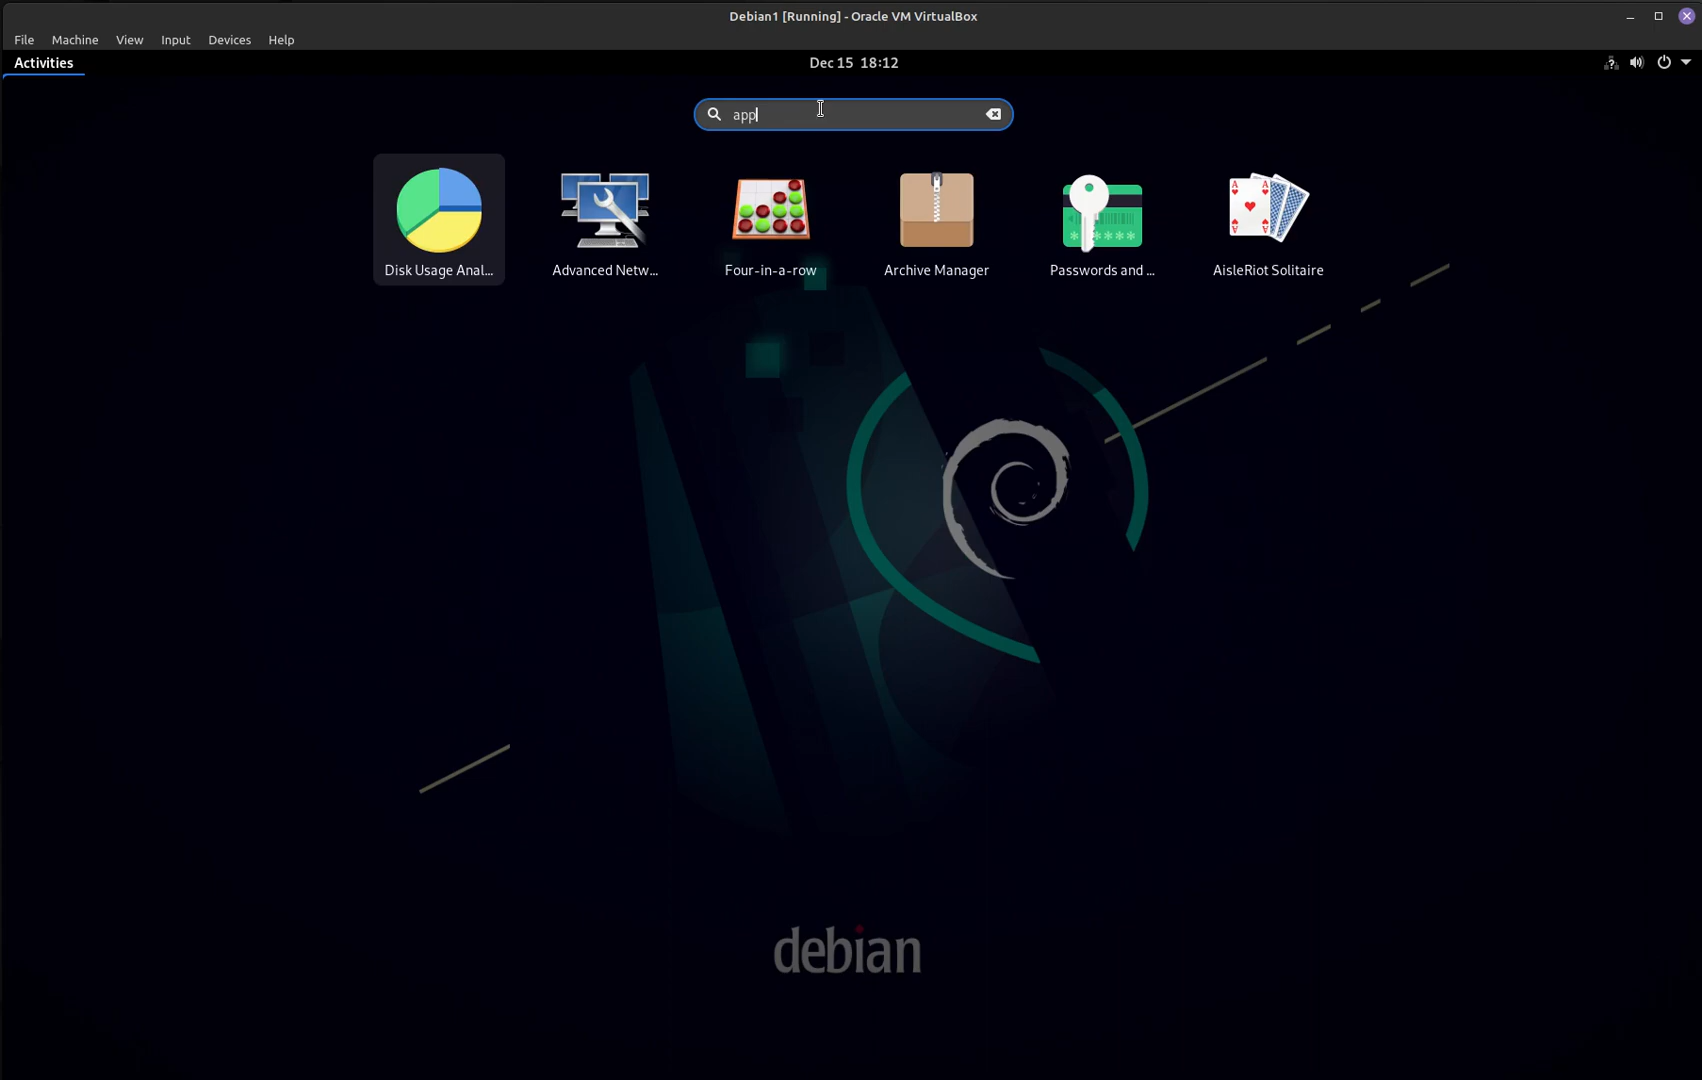 Debian1 [Running] - Oracle VM VirtualBox
File Machine View Input Devices Help
Activities
Dec 15 18:12
app
Disk Usage Anal...
Advanced Netw...
Four-in-a-row
Archive Manager
Passwords and ...
AisleRiot Solitaire
debian